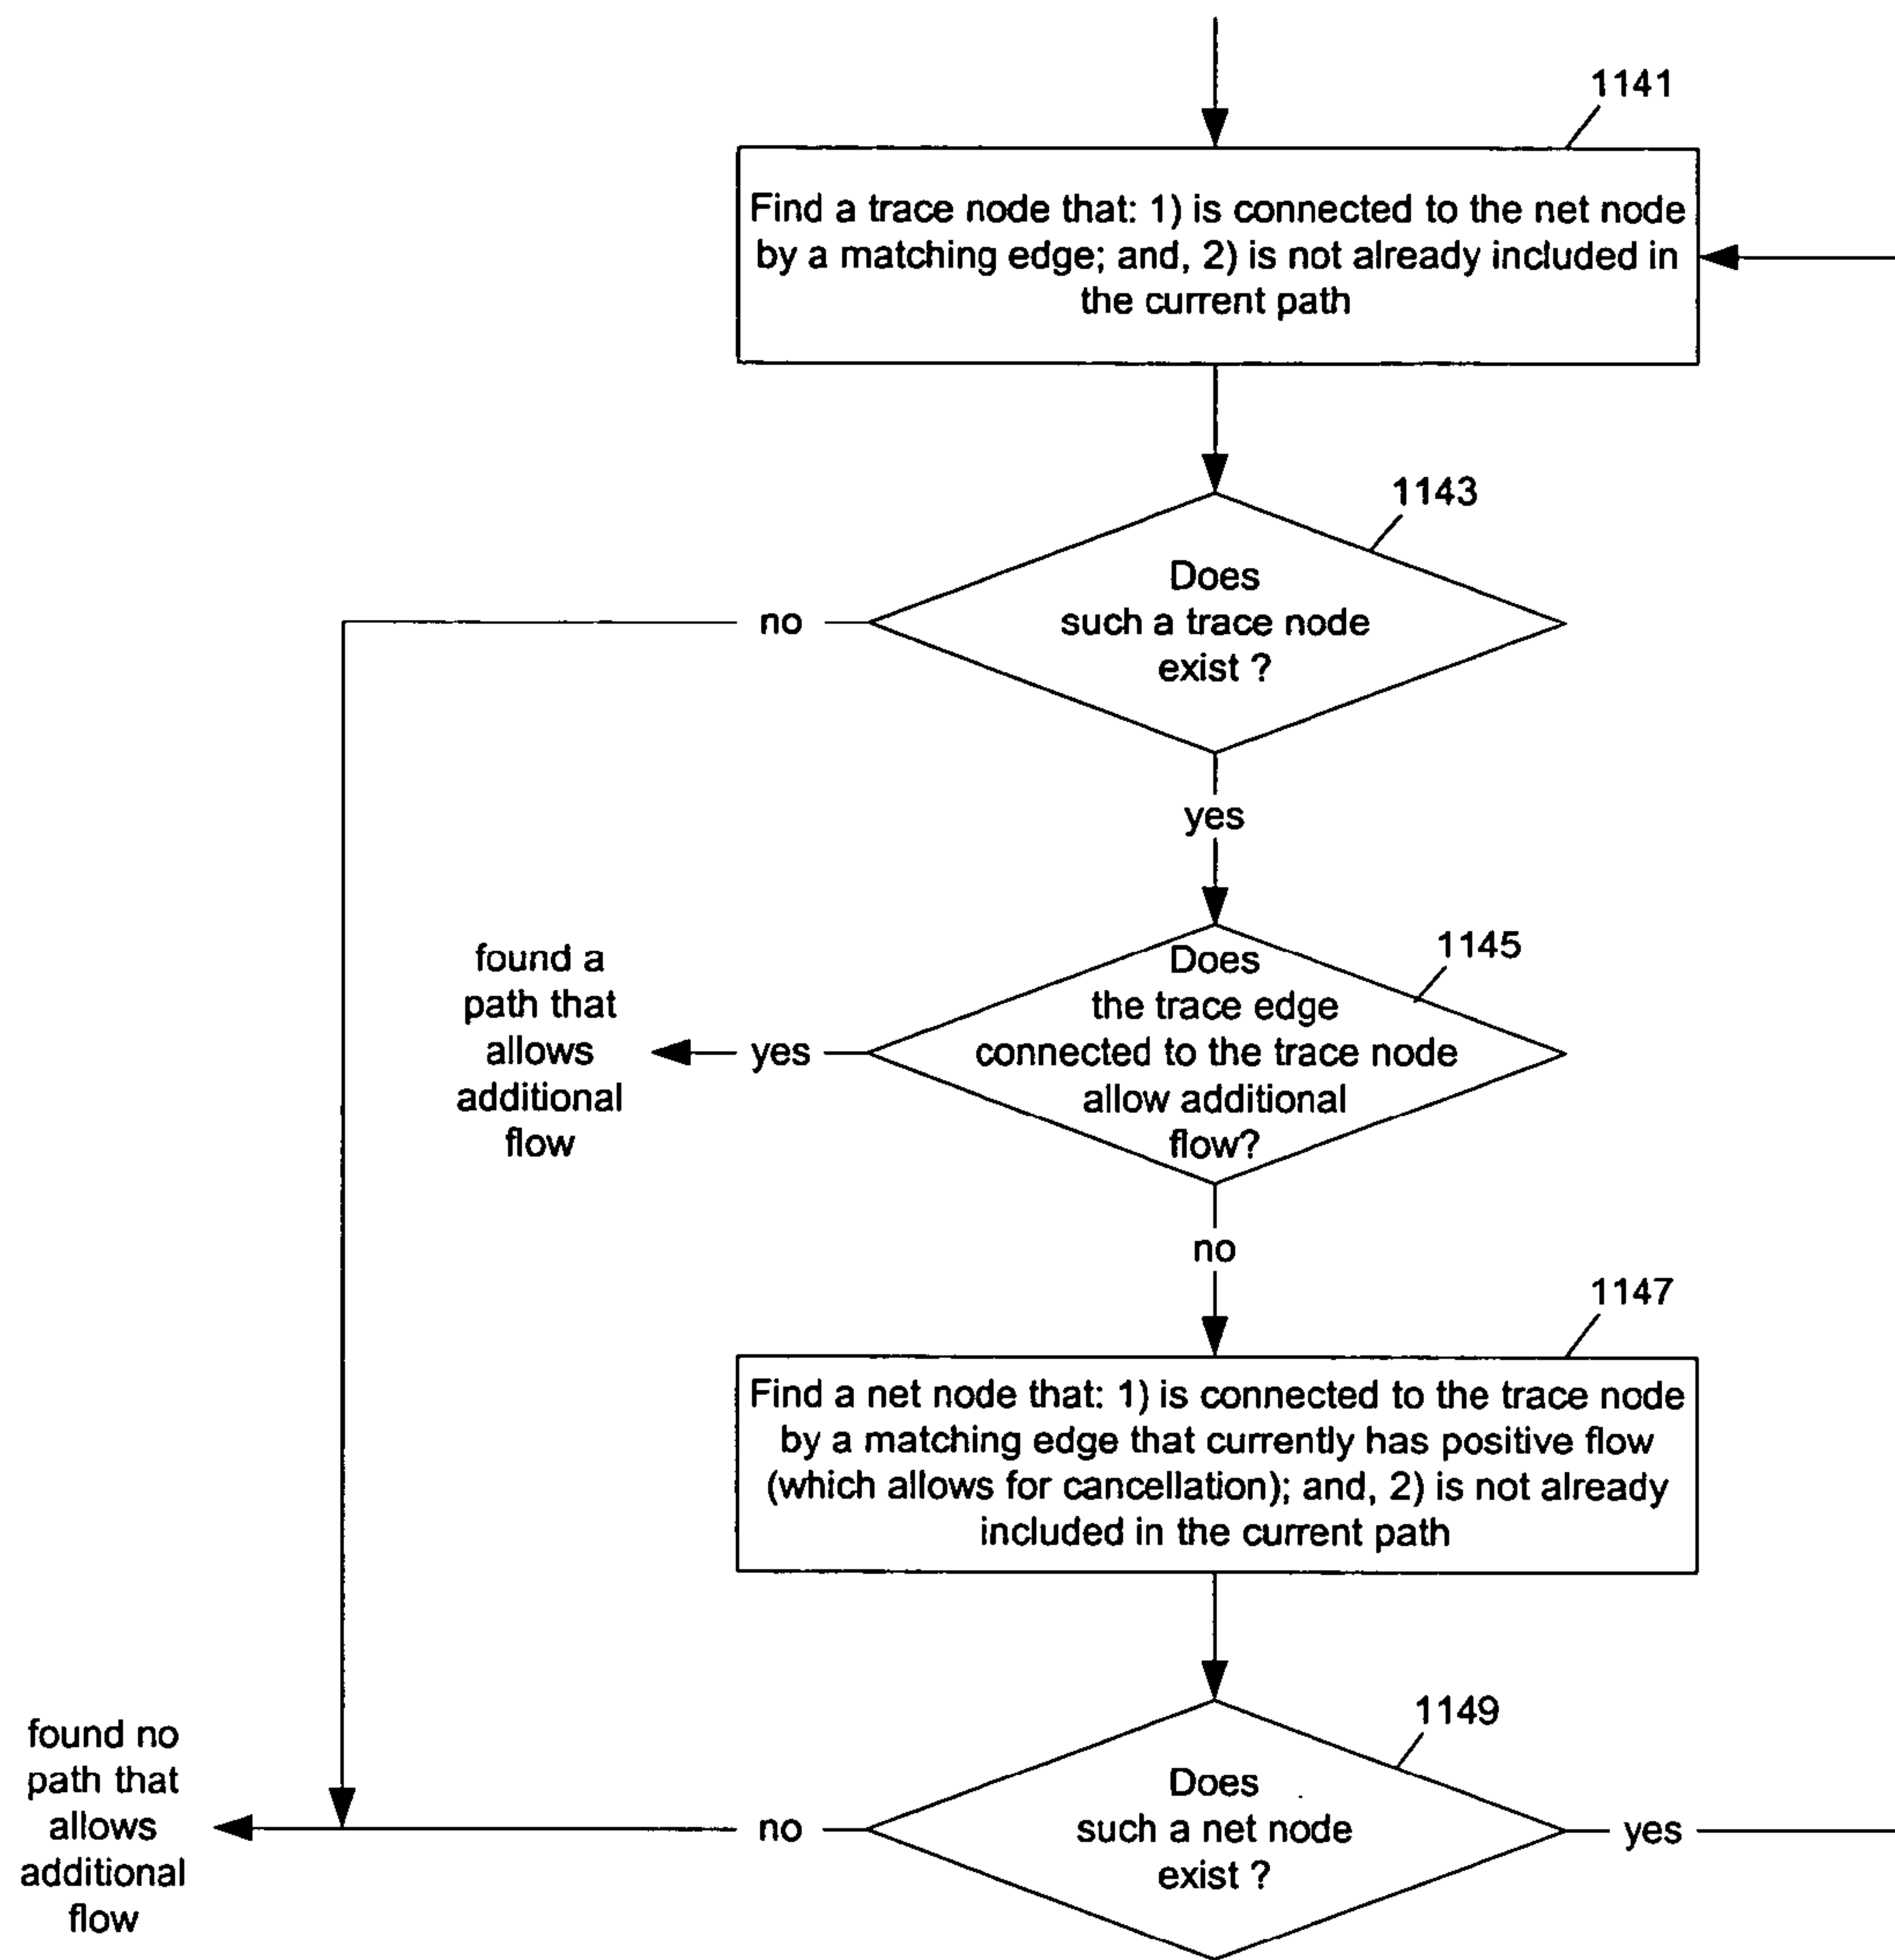 1141
Find a trace node that: 1) is connected to the net node
by a matching edge; and, 2) is not already included in
the current path
1143
Does
such a trace node
exist ?
no
yes
1145
Does
the trace edge
connected to the trace node
allow additional
flow?
yes
found a
path that
allows
additional
flow
no
1147
Find a net node that: 1) is connected to the trace node
by a matching edge that currently has positive flow
(which allows for cancellation); and, 2) is not already
included in the current path
1149
Does
such a net node
exist ?
no
yes
found no
path that
allows
additional
flow